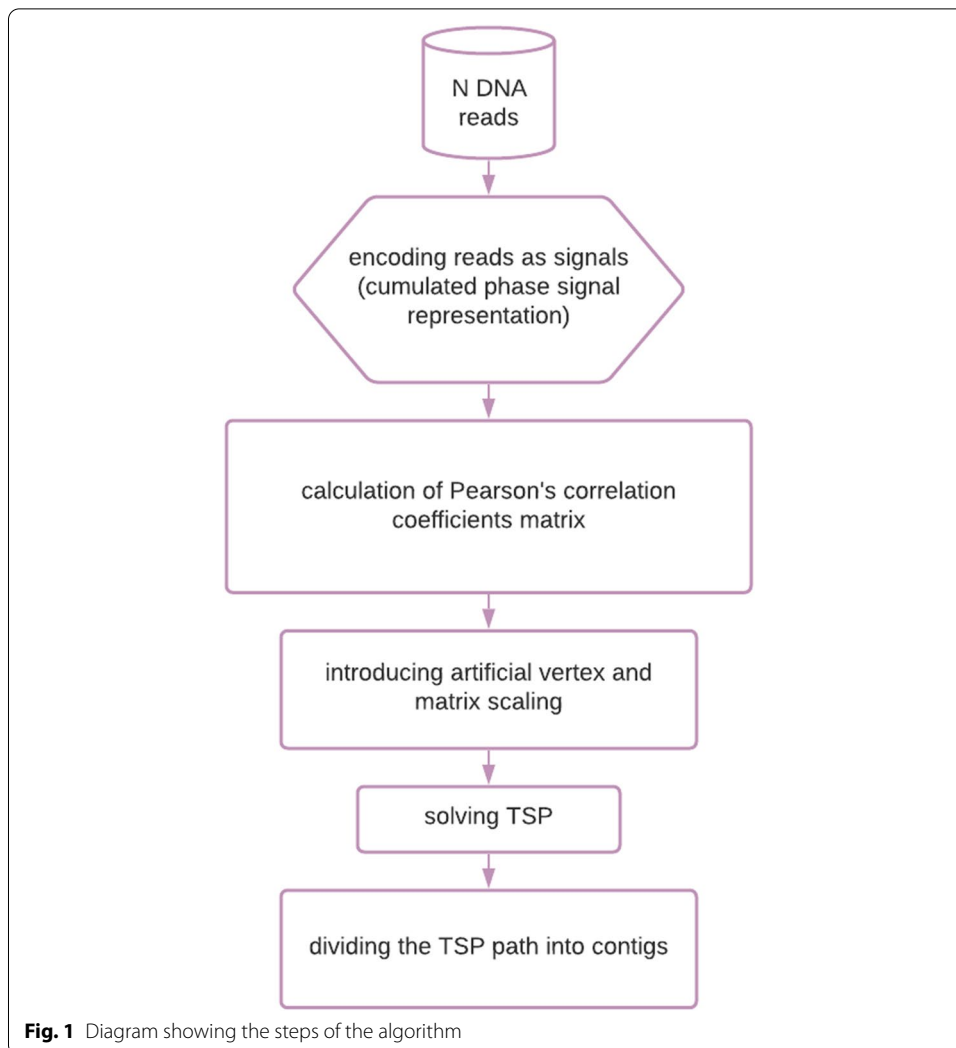 N DNA
reads
encoding reads as signals
(cumulated phase signal
representation)
calculation of Pearson's correlation
coefficients matrix
introducing artificial vertex and
matrix scaling
solving TSP
dividing the TSP path into contigs
Fig. 1 Diagram showing the steps of the algorithm